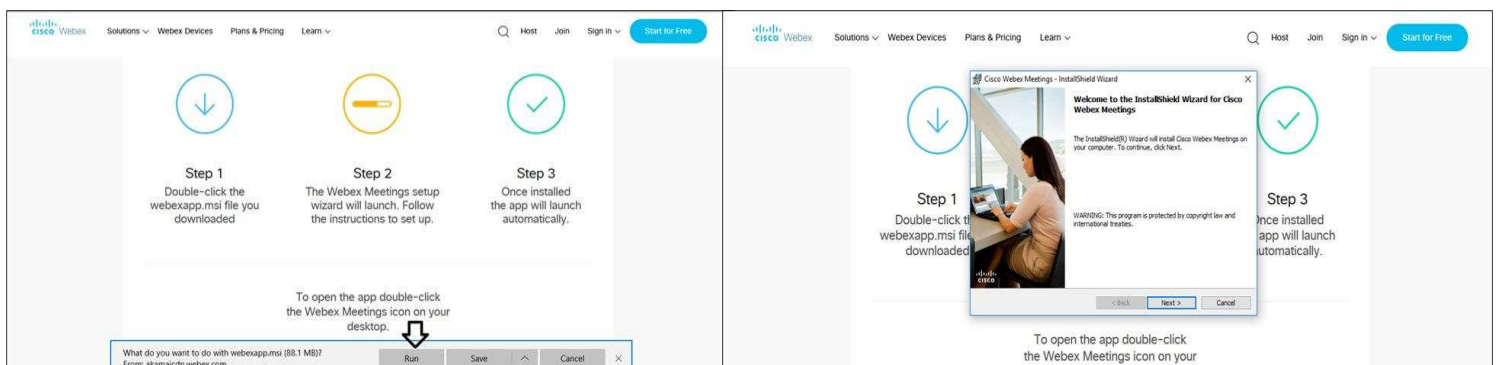 CISCO Webex Solutions Webex Devices Plans & Pricing Learn Host Join Sign in Start for Free
Step 1
Double-click the
webexapp.msi file you
downloaded
Step 2
The Webex Meetings setup
wizard will launch. Follow
the instructions to set up.
Step 3
Once installed
the app will launch
automatically.
To open the app double-click
the Webex Meetings icon on your
desktop.
What do you want to do with webexapp.msi (88.1 MB)?
From: akamaicdn.webex.com
Run Save Cancel
CISCO Webex Solutions Webex Devices Plans & Pricing Learn Host Join Sign in Start for Free
Cisco Webex Meetings - InstallShield Wizard
Welcome to the InstallShield Wizard for Cisco
Webex Meetings
The InstallShield(R) Wizard will install Cisco Webex Meetings on
your computer. To continue, click Next.
WARNING: This program is protected by copyright law and
international treaties.
CISCO
< Back Next > Cancel
Step 1
Double-click t
webexapp.msi file
downloaded
Step 3
nce installed
app will launch
utomatically.
To open the app double-click
the Webex Meetings icon on your